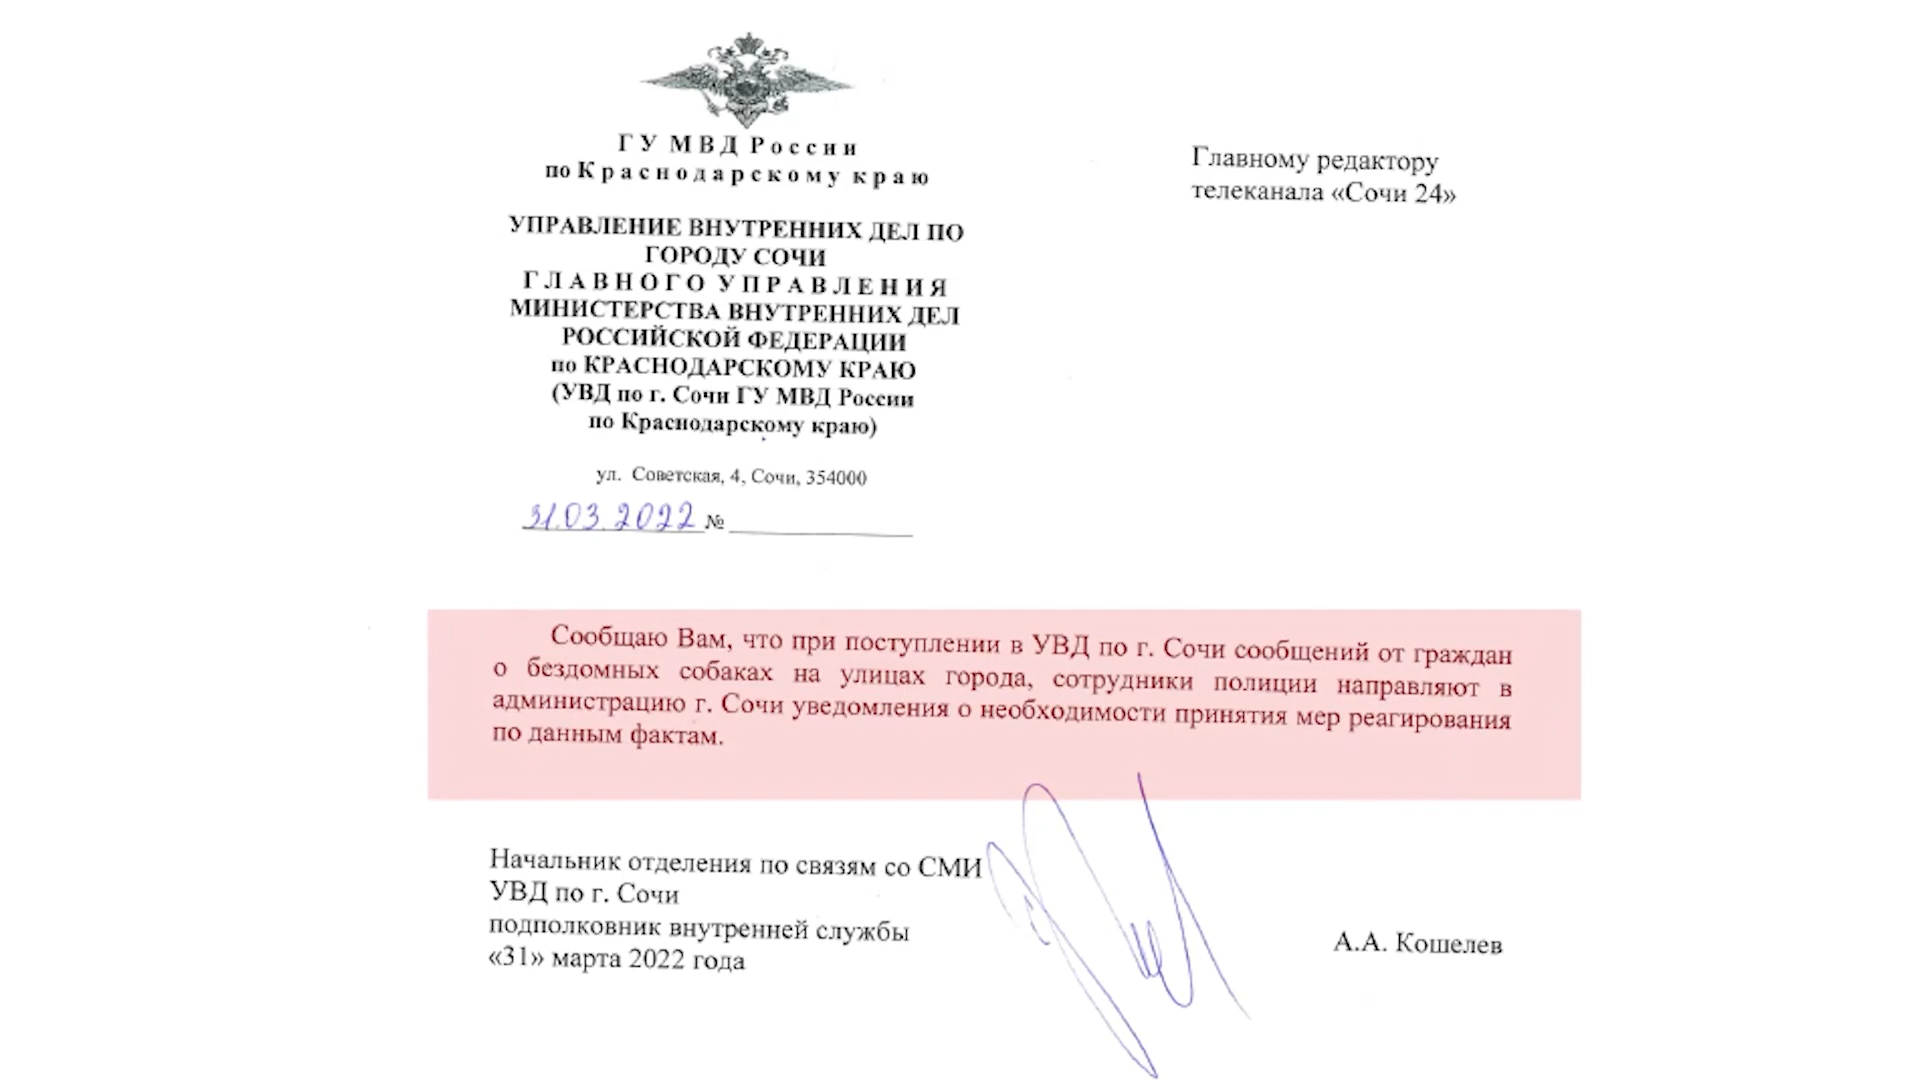 ГУ МВД России
по Краснодарскому краю
УПРАВЛЕНИЕ ВНУТРЕННИХ ДЕЛ ПО
ГОРОДУ СОЧИ
ГЛАВНОГО УПРАВЛЕНИЯ
МИНИСТЕРСТВА ВНУТРЕННИХ ДЕЛ
РОССИЙСКОЙ ФЕДЕРАЦИИ
по КРАСНОДАРСКОМУ КРАЮ
(УВД по г. Сочи ГУ МВД России
по Краснодарскому краю)
ул. Советская, 4, Сочи, 354000
31.03.2022 №
Главному редактору
телеканала «Сочи 24»
Сообщаю Вам, что при поступлении в УВД по г. Сочи сообщений от граждан
о бездомных собаках на улицах города, сотрудники полиции направляют в
администрацию г. Сочи уведомления о необходимости принятия мер реагирования
по данным фактам.
Начальник отделения по связям со СМИ
УВД по г. Сочи
подполковник внутренней службы
«31» марта 2022 года
А.А. Кошелев